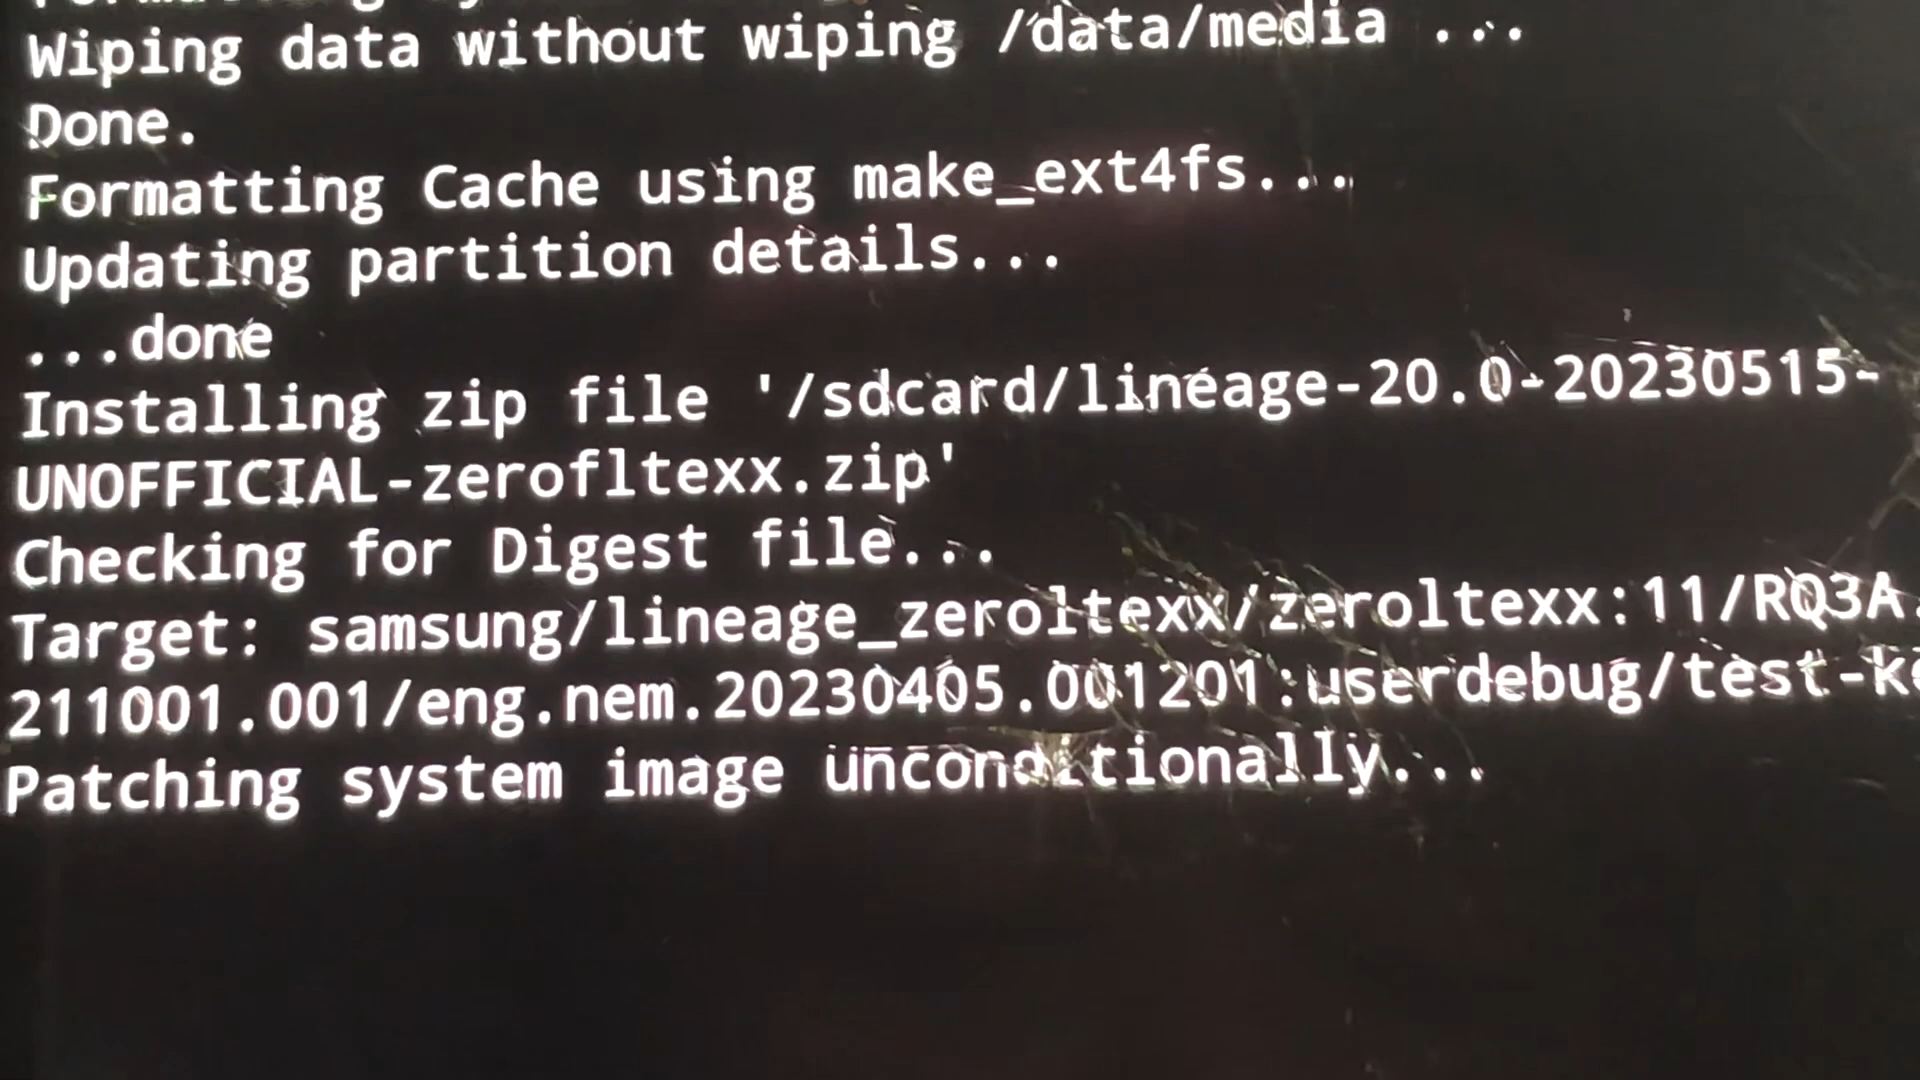 Wiping data without wiping /data/media ...
Done.
Formatting Cache using make_ext4fs...
Updating partition details...
...done
Installing zip file '/sdcard/lineage-20.0-20230515-
UNOFFICIAL-zerofltexx.zip'
Checking for Digest file...
Target: samsung/lineage_zeroltexx/zeroltexx:11/RQ3A.
211001.001/eng.nem.20230405.001201:userdebug/test-ke
Patching system image unconditionally...